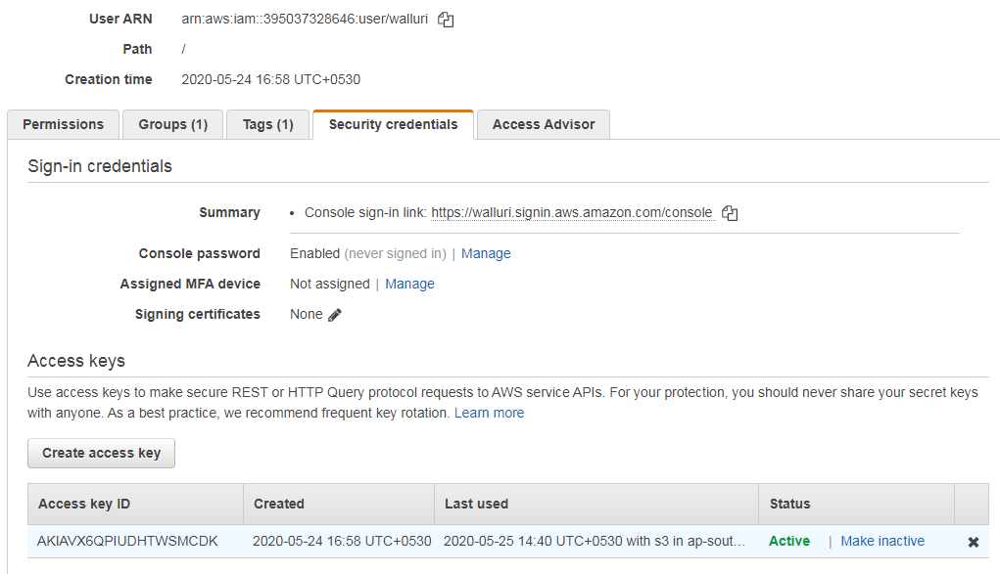 User ARN arn:aws:iam::395037328646:user/walluri
Path /
Creation time 2020-05-24 16:58 UTC+0530
Permissions Groups (1) Tags (1) Security credentials Access Advisor
Sign-in credentials
Summary • Console sign-in link: https://walluri.signin.aws.amazon.com/console
Console password Enabled (never signed in) | Manage
Assigned MFA device Not assigned | Manage
Signing certificates None
Access keys
Use access keys to make secure REST or HTTP Query protocol requests to AWS service APIs. For your protection, you should never share your secret keys
with anyone. As a best practice, we recommend frequent key rotation. Learn more
Create access key
Access key ID Created Last used Status
AKIAVX6QPIUDHTWSMCDK 2020-05-24 16:58 UTC+0530 2020-05-25 14:40 UTC+0530 with s3 in ap-sout… Active | Make inactive